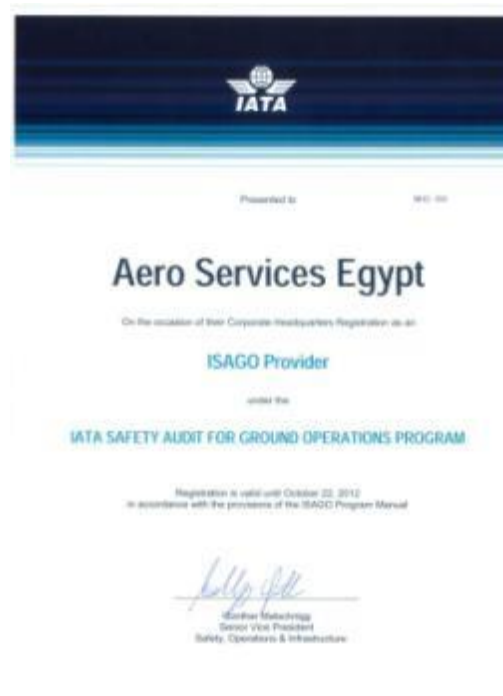 IATA
Presented to
Aero Services Egypt
On the occasion of their Corporate Headquarters Registration as an
ISAGO Provider
under the
IATA SAFETY AUDIT FOR GROUND OPERATIONS PROGRAM
Registration is valid until October 22, 2012
in accordance with the provisions of the ISAGO Program Manual
Senior Vice President
Safety, Operations & Infrastructure